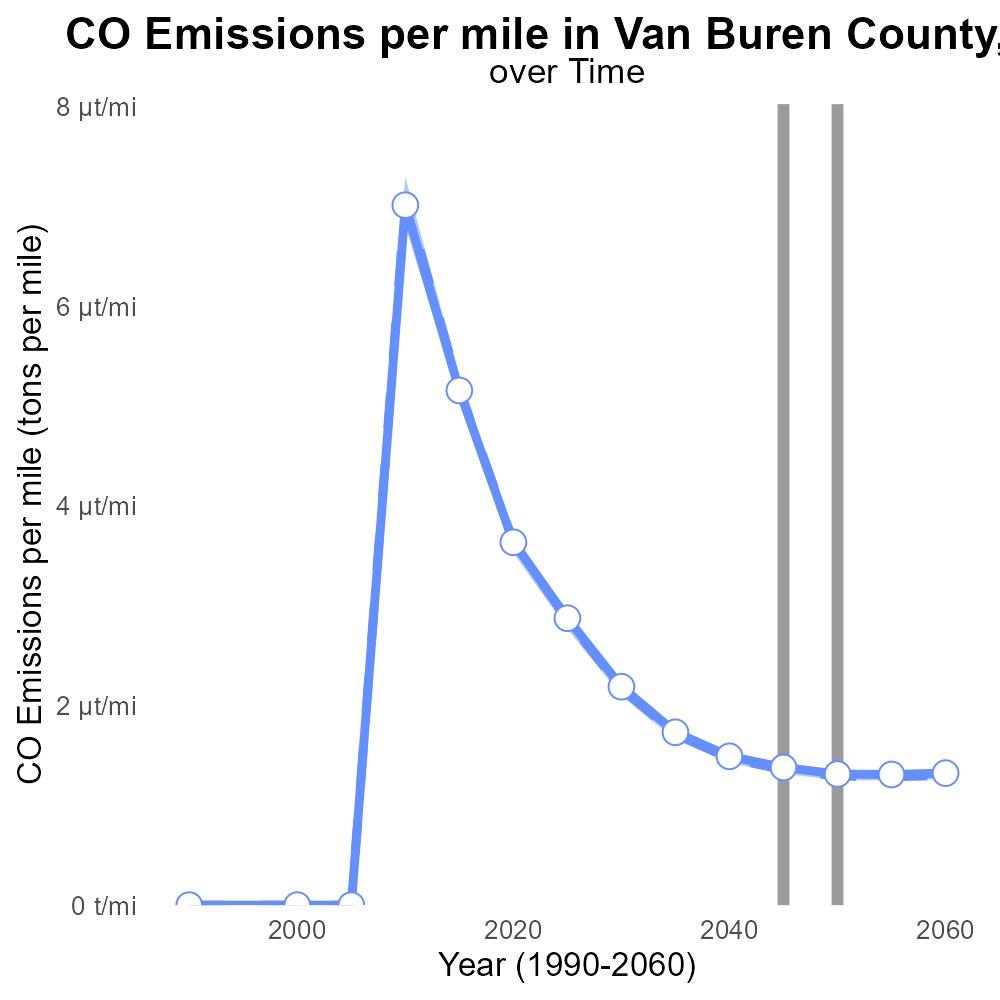 CO Emissions per mile in Van Buren County,
over Time
CO Emissions per mile (tons per mile)
8 µt/mi
6 µt/mi
4 µt/mi
2 µt/mi
0 t/mi
2000 2020 2040 2060
Year (1990-2060)